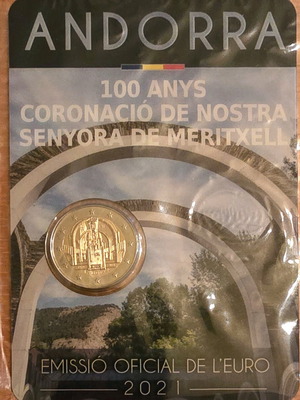 ANDORRA
100 ANYS
CORONACIÓ DE NOSTRA
SENYORA DE MERITXELL
EMISSIÓ OFICIAL DE L'EURO
2021